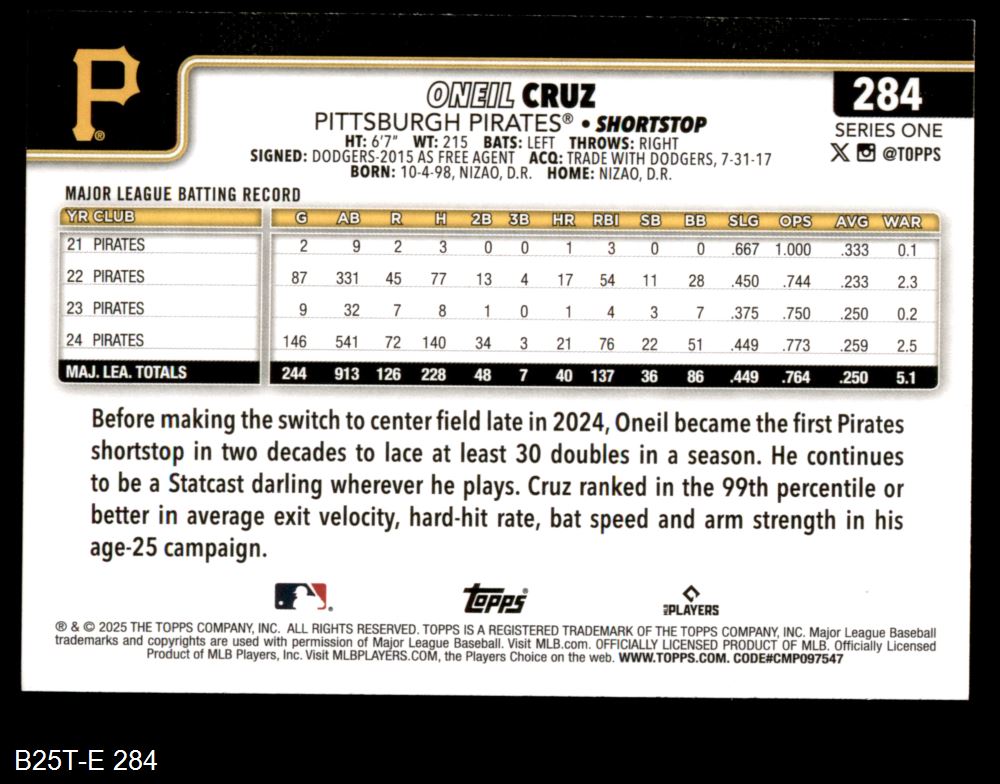 P®
ONEIL CRUZ
284
PITTSBURGH PIRATES® • SHORTSTOP
SERIES ONE
HT: 6'7" WT: 215 BATS: LEFT THROWS: RIGHT
X @TOPPS
SIGNED: DODGERS-2015 AS FREE AGENT ACQ: TRADE WITH DODGERS, 7-31-17
BORN: 10-4-98, NIZAO, D.R. HOME: NIZAO, D.R.
MAJOR LEAGUE BATTING RECORD
YR CLUB G AB R H 2B 3B HR RBI SB BB SLG OPS AVG WAR
21 PIRATES 2 9 2 3 0 0 1 3 0 0 .667 1.000 .333 0.1
22 PIRATES 87 331 45 77 13 4 17 54 11 28 .450 .744 .233 2.3
23 PIRATES 9 32 7 8 1 0 1 4 3 7 .375 .750 .250 0.2
24 PIRATES 146 541 72 140 34 3 21 76 22 51 .449 .773 .259 2.5
MAJ. LEA. TOTALS 244 913 126 228 48 7 40 137 36 86 .449 .764 .250 5.1
Before making the switch to center field late in 2024, Oneil became the first Pirates
shortstop in two decades to lace at least 30 doubles in a season. He continues
to be a Statcast darling wherever he plays. Cruz ranked in the 99th percentile or
better in average exit velocity, hard-hit rate, bat speed and arm strength in his
age-25 campaign.
Topps® MLB PLAYERS
® & © 2025 THE TOPPS COMPANY, INC. ALL RIGHTS RESERVED. TOPPS IS A REGISTERED TRADEMARK OF THE TOPPS COMPANY, INC. Major League Baseball
trademarks and copyrights are used with permission of Major League Baseball. Visit MLB.com. OFFICIALLY LICENSED PRODUCT OF MLB. Officially Licensed
Product of MLB Players, Inc. Visit MLBPLAYERS.COM, the Players Choice on the web. WWW.TOPPS.COM. CODE#CMP097547
B25T-E 284